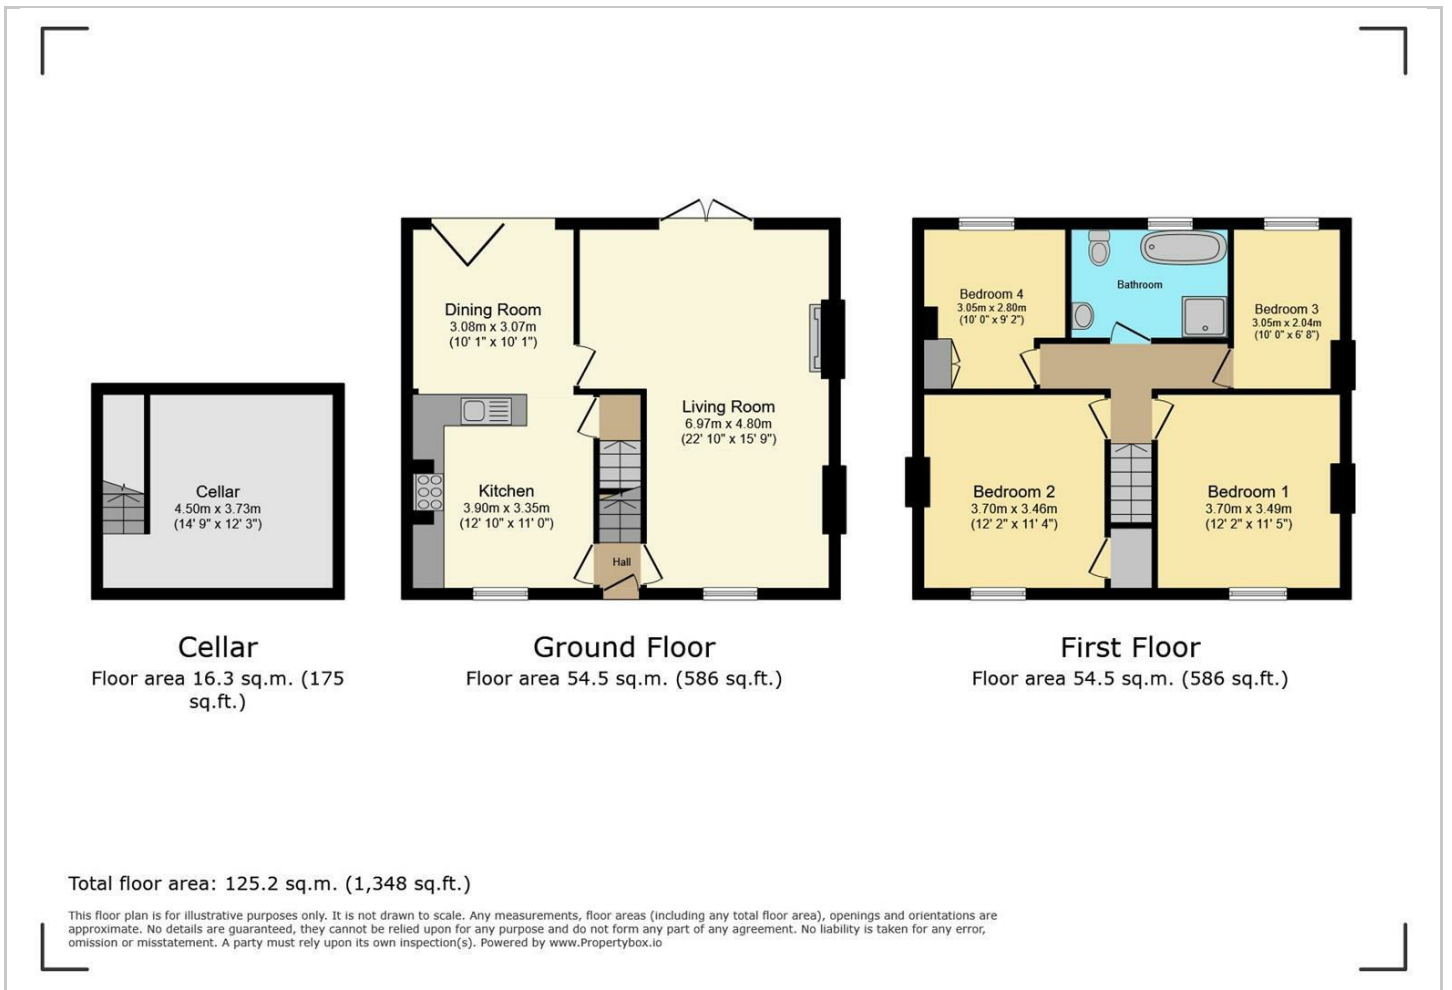 Dining Room
3.08m x 3.07m
(10' 1" x 10' 1")
Living Room
6.97m x 4.80m
(22' 10" x 15' 9")
Kitchen
3.90m x 3.35m
(12' 10" x 11' 0")
Hall
Cellar
4.50m x 3.73m
(14' 9" x 12' 3")
Bedroom 4
3.05m x 2.80m
(10' 0" x 9' 2")
Bathroom
Bedroom 3
3.05m x 2.04m
(10' 0" x 6' 8")
Bedroom 2
3.70m x 3.46m
(12' 2" x 11' 4")
Bedroom 1
3.70m x 3.49m
(12' 2" x 11' 5")
Cellar
Floor area 16.3 sq.m. (175
sq.ft.)
Ground Floor
Floor area 54.5 sq.m. (586 sq.ft.)
First Floor
Floor area 54.5 sq.m. (586 sq.ft.)
Total floor area: 125.2 sq.m. (1,348 sq.ft.)
This floor plan is for illustrative purposes only. It is not drawn to scale. Any measurements, floor areas (including any total floor area), openings and orientations are
approximate. No details are guaranteed, they cannot be relied upon for any purpose and do not form any part of any agreement. No liability is taken for any error,
omission or misstatement. A party must rely upon its own inspection(s). Powered by www.Propertybox.io